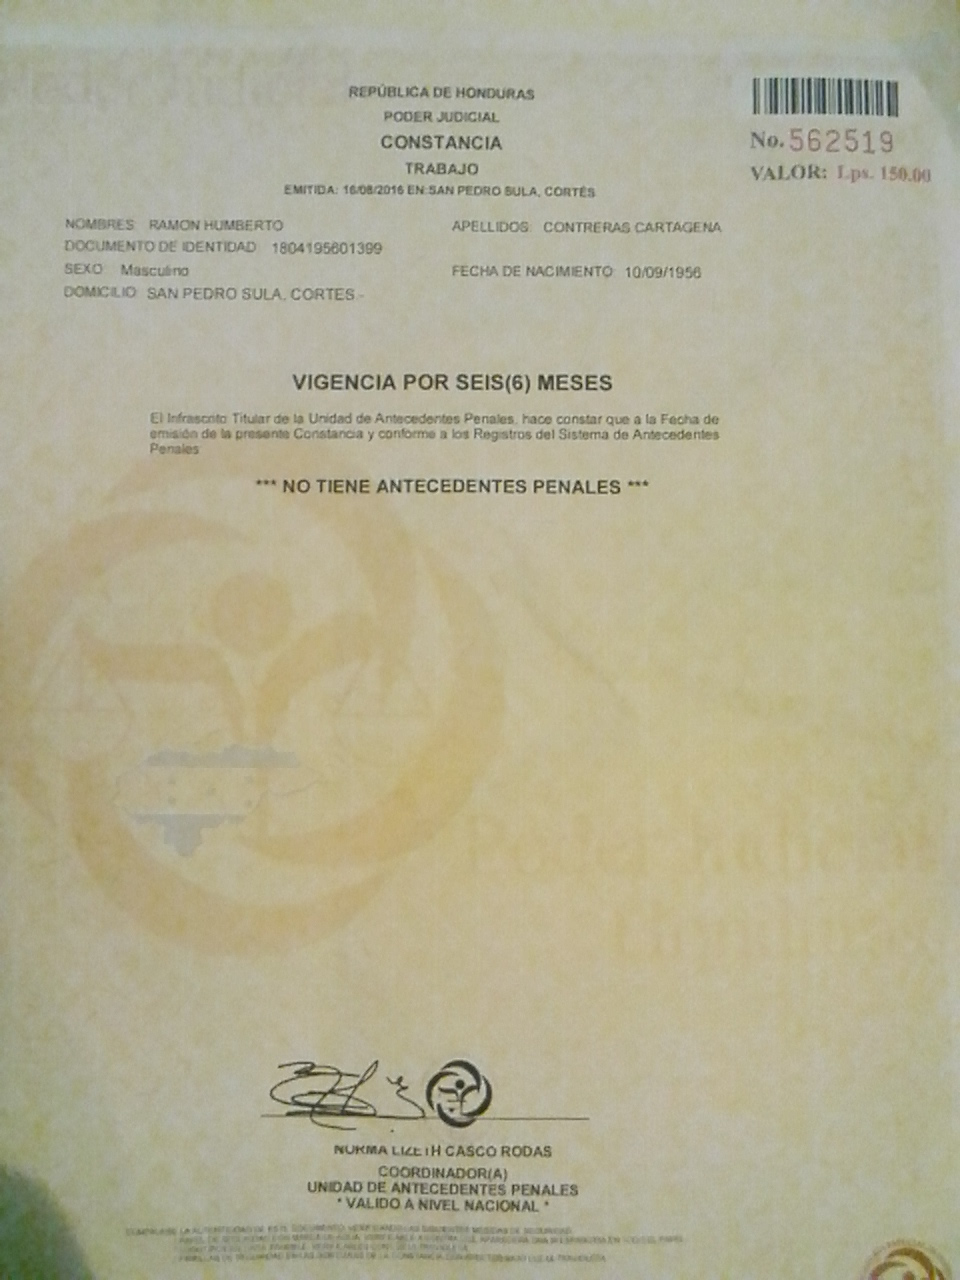 REPÚBLICA DE HONDURAS
PODER JUDICIAL
CONSTANCIA
TRABAJO
EMITIDA: 16/08/2016 EN:SAN PEDRO SULA, CORTÉS
No. 562519
VALOR: Lps. 150.00
NOMBRES RAMON HUMBERTO APELLIDOS CONTRERAS CARTAGENA
DOCUMENTO DE IDENTIDAD 1804195601399
SEXO Masculino FECHA DE NACIMIENTO 10/09/1956
DOMICILIO SAN PEDRO SULA, CORTES.-
VIGENCIA POR SEIS(6) MESES
El Infrascrito Titular de la Unidad de Antecedentes Penales, hace constar que a la Fecha de
emisión de la presente Constancia y conforme a los Registros del Sistema de Antecedentes
Penales
*** NO TIENE ANTECEDENTES PENALES ***
Poder Judicial
Honduras
NORMA LIZETH CASCO RODAS
COORDINADOR(A)
UNIDAD DE ANTECEDENTES PENALES
* VALIDO A NIVEL NACIONAL *